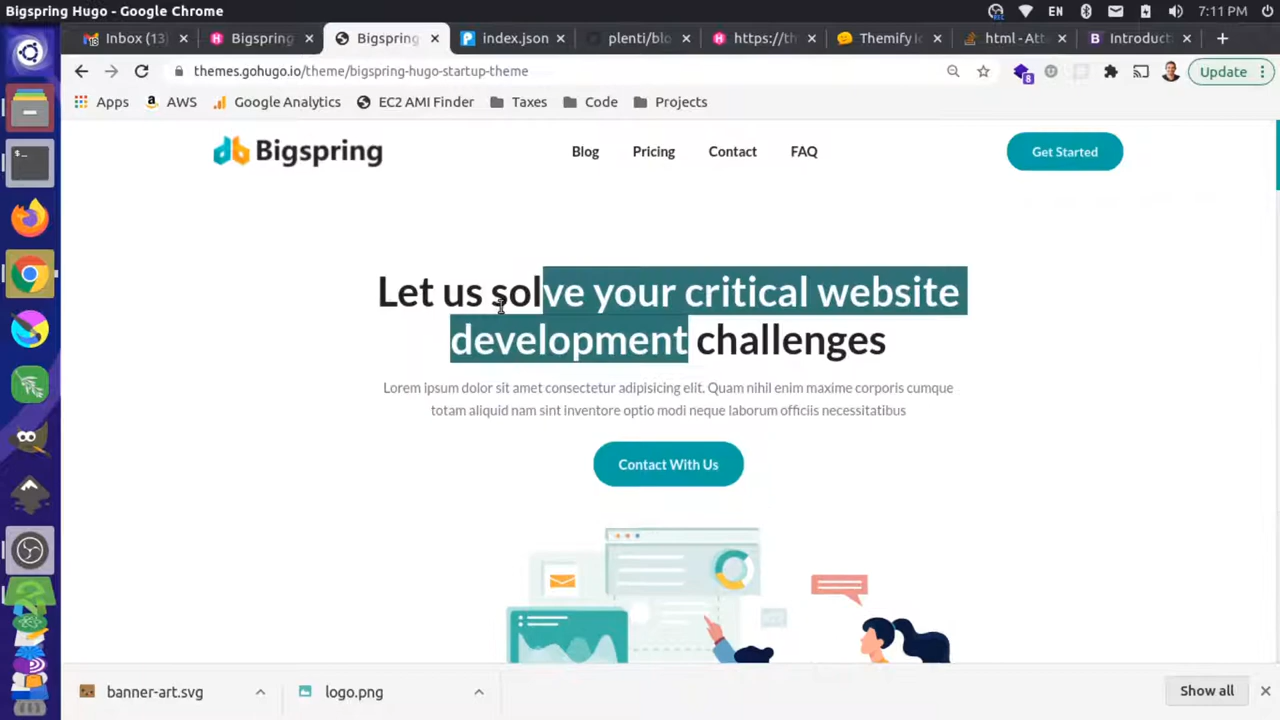 Bigspring Hugo - Google Chrome
EN 7:11 PM
Inbox (13)
Bigspring
Bigspring
index.json
plenti/blo
https://th
Themify Ic
html - Att
Introducti
themes.gohugo.io/theme/bigspring-hugo-startup-theme
8
Update
Apps
AWS
Google Analytics
EC2 AMI Finder
Taxes
Code
Projects
Bigspring
Blog
Pricing
Contact
FAQ
Get Started
Let us solve your critical website
development challenges
Lorem ipsum dolor sit amet consectetur adipisicing elit. Quam nihil enim maxime corporis cumque
totam aliquid nam sint inventore optio modi neque laborum officiis necessitatibus
Contact With Us
banner-art.svg
logo.png
Show all